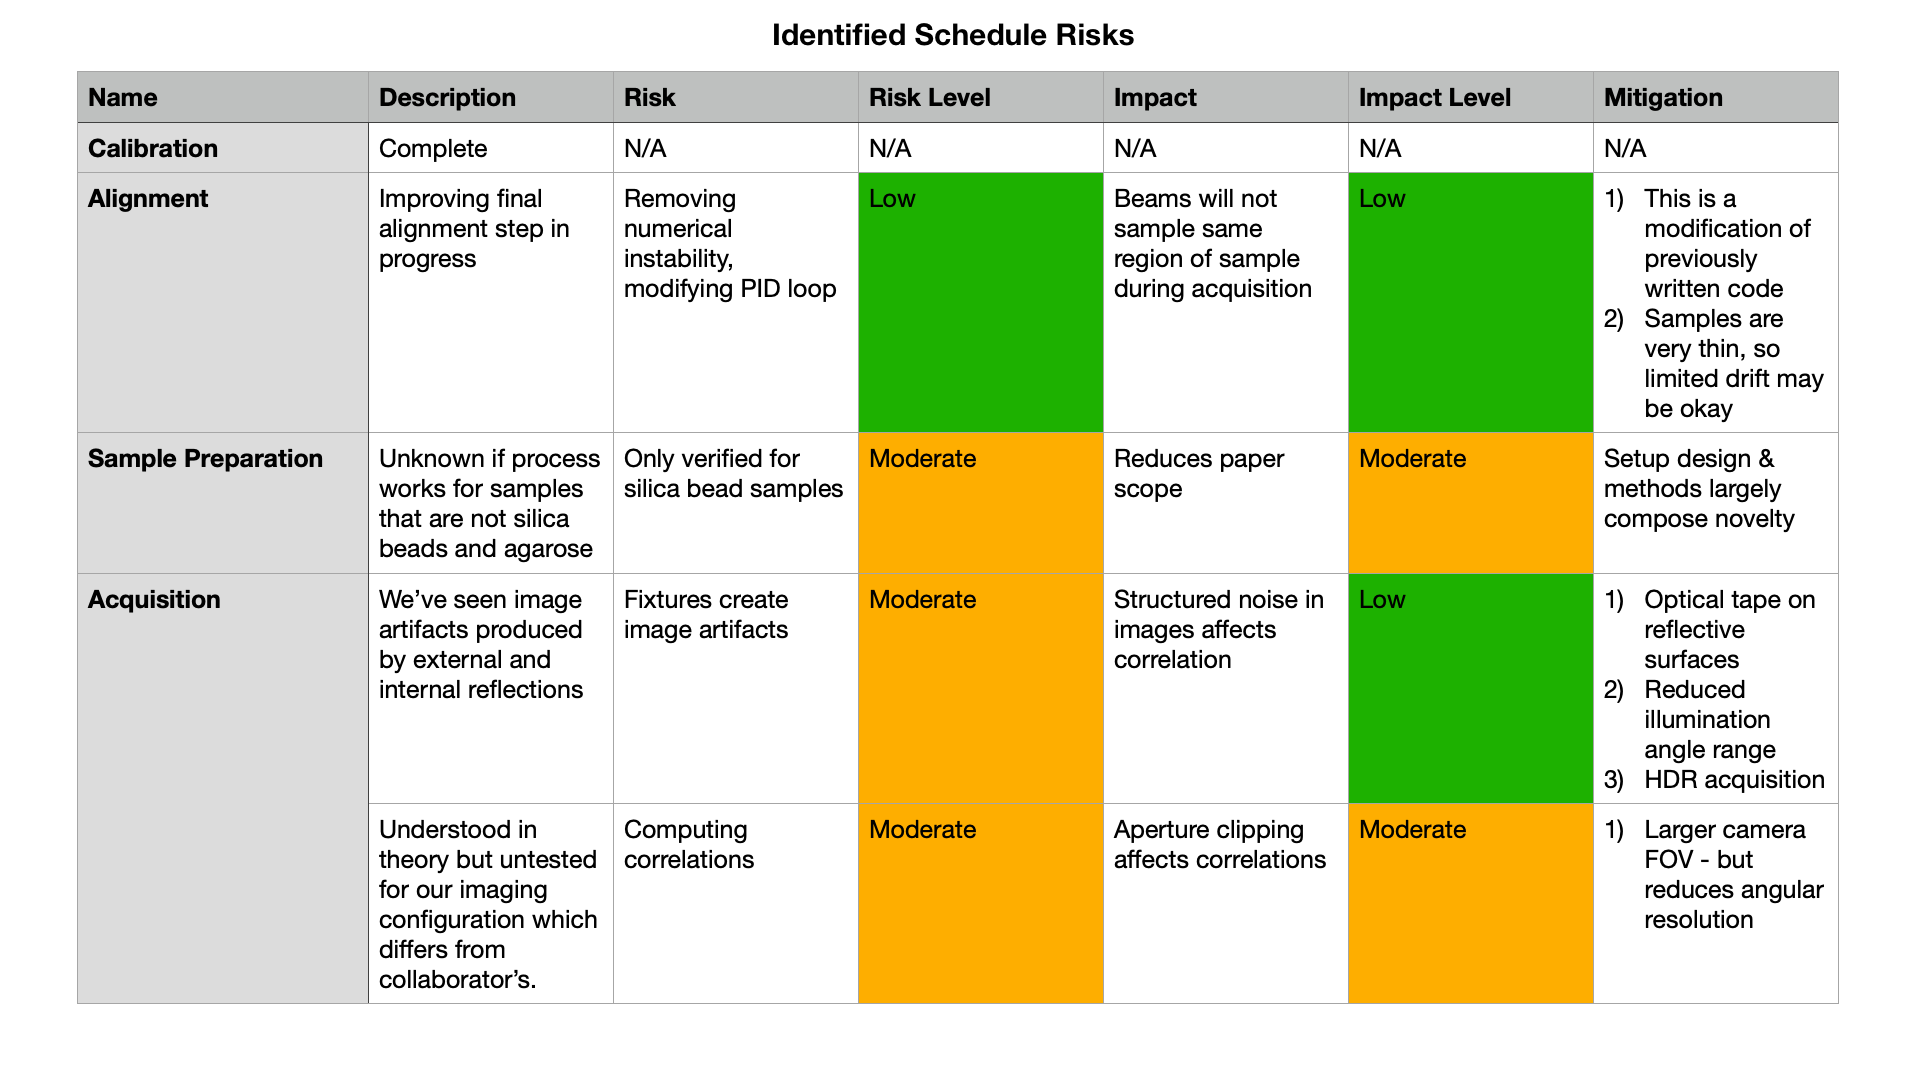 Identified Schedule Risks
Name
Description
Risk
Risk Level
Impact
Impact Level
Mitigation
Calibration
Complete
N/A
N/A
N/A
N/A
N/A
Alignment
Improving final
alignment step in
progress
Removing
numerical
instability,
modifying PID loop
Low
Beams will not
sample same
region of sample
during acquisition
Low
1) This is a
modification of
previously
written code
2) Samples are
very thin, so
limited drift may
be okay
Sample Preparation
Unknown if process
works for samples
that are not silica
beads and agarose
Only verified for
silica bead samples
Moderate
Reduces paper
scope
Moderate
Setup design &
methods largely
compose novelty
Acquisition
We’ve seen image
artifacts produced
by external and
internal reflections
Fixtures create
image artifacts
Moderate
Structured noise in
images affects
correlation
Low
1) Optical tape on
reflective
surfaces
2) Reduced
illumination
angle range
3) HDR acquisition
Understood in
theory but untested
for our imaging
configuration which
differs from
collaborator’s.
Computing
correlations
Moderate
Aperture clipping
affects correlations
Moderate
1) Larger camera
FOV - but
reduces angular
resolution